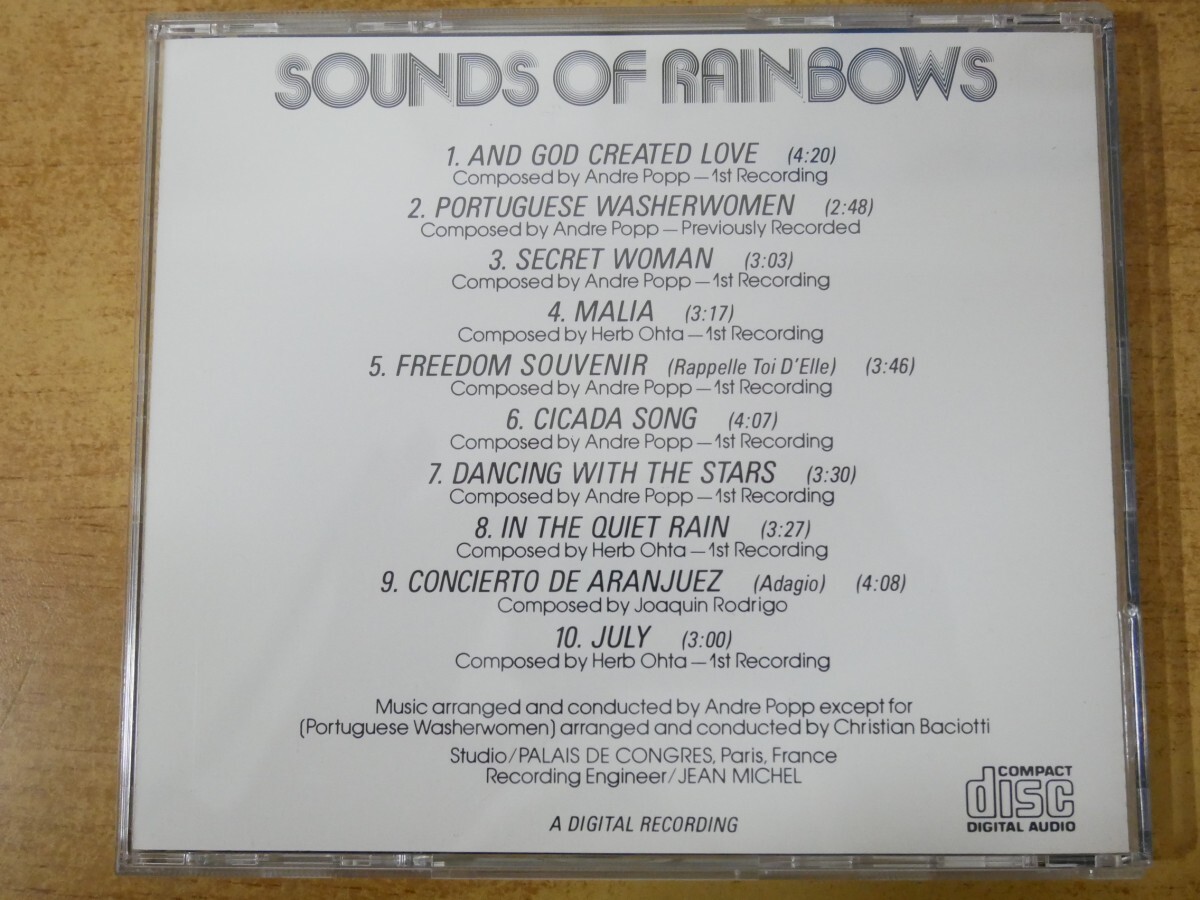 SOUNDS OF RAINBOWS
1. AND GOD CREATED LOVE (4:20)
Composed by Andre Popp — 1st Recording
2. PORTUGUESE WASHERWOMEN (2:48)
Composed by Andre Popp — Previously Recorded
3. SECRET WOMAN (3:03)
Composed by Andre Popp — 1st Recording
4. MALIA (3:17)
Composed by Herb Ohta — 1st Recording
5. FREEDOM SOUVENIR (Rappelle Toi D'Elle) (3:46)
Composed by Andre Popp — 1st Recording
6. CICADA SONG (4:07)
Composed by Andre Popp — 1st Recording
7. DANCING WITH THE STARS (3:30)
Composed by Andre Popp — 1st Recording
8. IN THE QUIET RAIN (3:27)
Composed by Herb Ohta — 1st Recording
9. CONCIERTO DE ARANJUEZ (Adagio) (4:08)
Composed by Joaquin Rodrigo
10. JULY (3:00)
Composed by Herb Ohta — 1st Recording
Music arranged and conducted by Andre Popp except for
(Portuguese Washerwomen) arranged and conducted by Christian Baciotti
Studio/PALAIS DE CONGRES, Paris, France
Recording Engineer/JEAN MICHEL
A DIGITAL RECORDING
COMPACT
disc
DIGITAL AUDIO